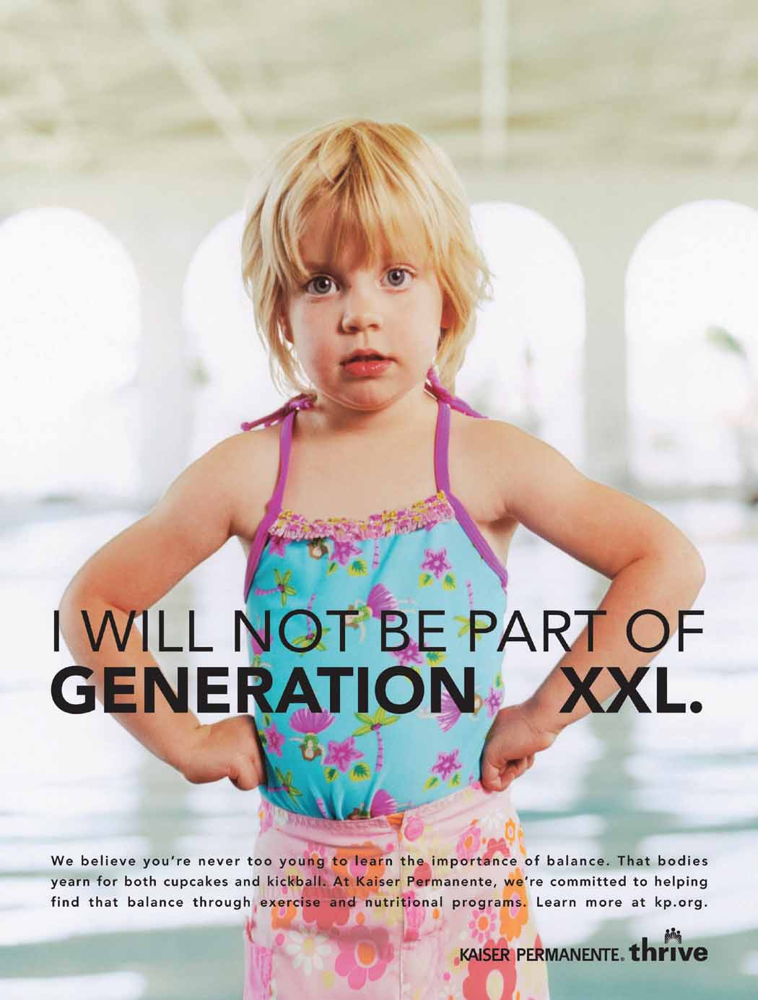 I WILL NOT BE PART OF
GENERATION XXL.
We believe you're never too young to learn the importance of balance. That bodies
yearn for both cupcakes and kickball. At Kaiser Permanente, we're committed to helping
find that balance through exercise and nutritional programs. Learn more at kp.org.
KAISER PERMANENTE® thrive